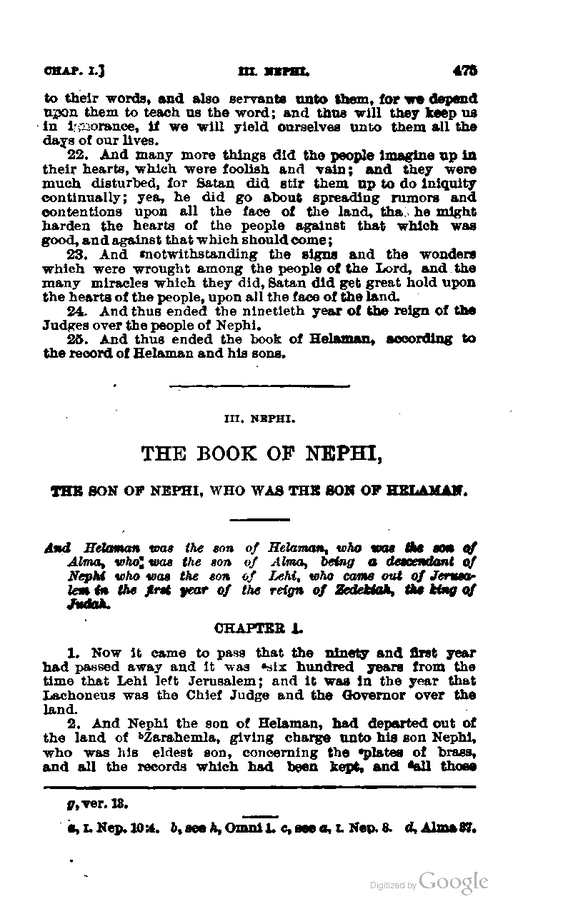 CHAP. I.] III. NEPHI. 475
to their words, and also servants unto them, for we depend
upon them to teach us the word; and thus will they keep us
in ignorance, if we will yield ourselves unto them all the
days of our lives.
22. And many more things did the people imagine up in
their hearts, which were foolish and vain; and they were
much disturbed, for Satan did stir them up to do iniquity
continually; yea, he did go about spreading rumors and
contentions upon all the face of the land, that he might
harden the hearts of the people against that which was
good, and against that which should come;
23. And gnotwithstanding the signs and the wonders
which were wrought among the people of the Lord, and the
many miracles which they did, Satan did get great hold upon
the hearts of the people, upon all the face of the land.
24. And thus ended the ninetieth year of the reign of the
Judges over the people of Nephi.
25. And thus ended the book of Helaman, according to
the record of Helaman and his sons.
III. NEPHI.
THE BOOK OF NEPHI,
THE SON OF NEPHI, WHO WAS THE SON OF HELAMAN.
And Helaman was the son of Helaman, who was the son of
Alma, who was the son of Alma, being a descendant of
Nephi who was the son of Lehi, who came out of Jerusa-
lem in the first year of the reign of Zedekiah, the king of
Judah.
CHAPTER 1.
1. Now it came to pass that the ninety and first year
had passed away and it was asix hundred years from the
time that Lehi left Jerusalem; and it was in the year that
Lachoneus was the Chief Judge and the Governor over the
land.
2. And Nephi the son of Helaman, had departed out of
the land of bZarahemla, giving charge unto his son Nephi,
who was his eldest son, concerning the cplates of brass,
and all the records which had been kept, and dall those
g, ver. 18.
a, I. Nep. 10:4. b, see h, Omni 1. c, see a, I. Nep. 3. d, Alma 37.
Digitized by Google